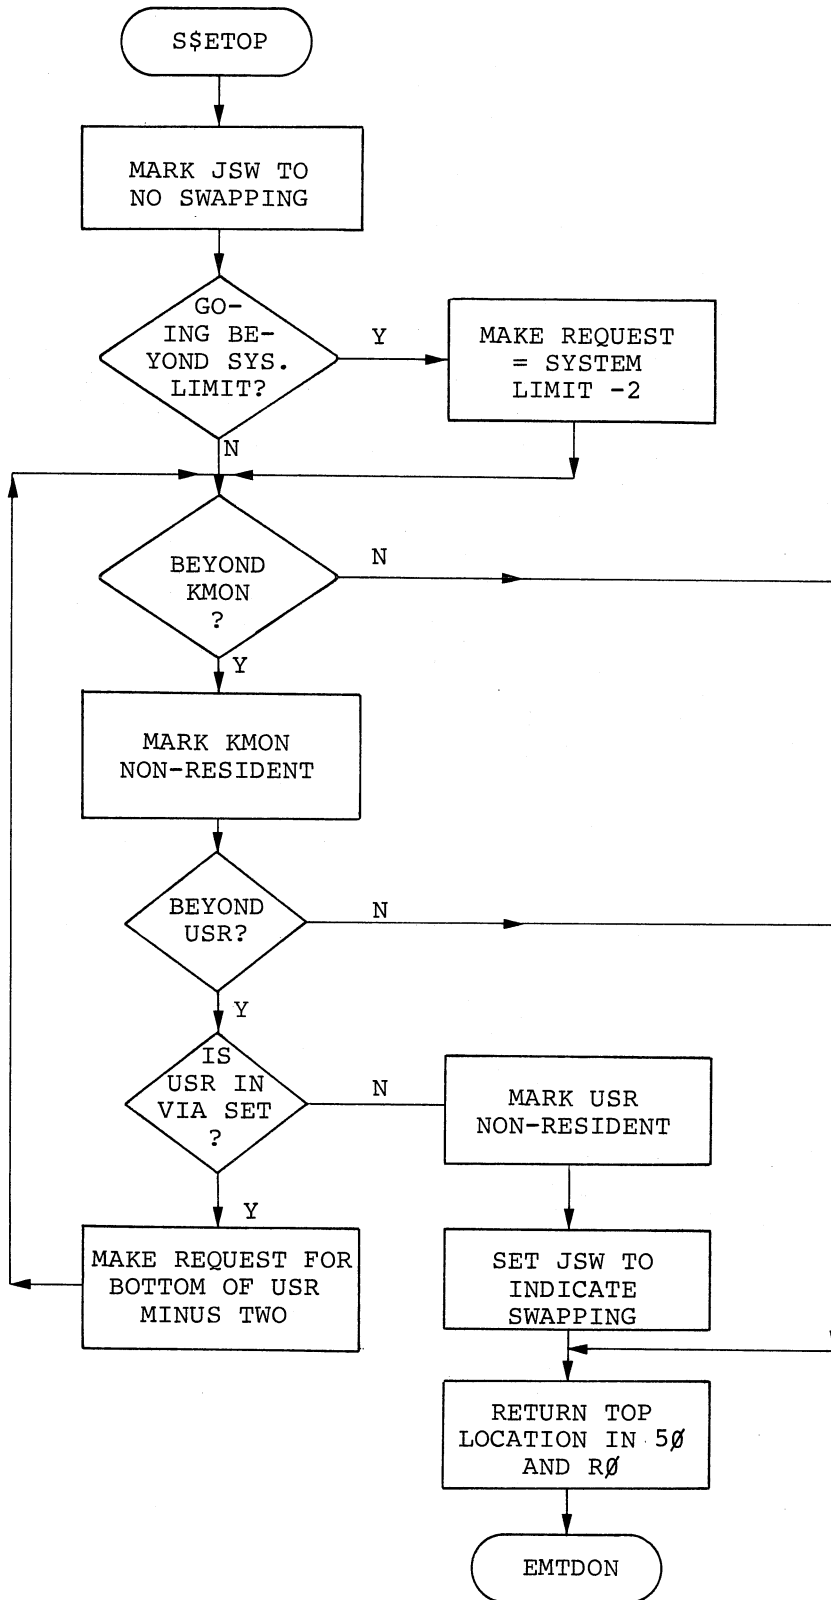 S$ETOP
MARK JSW TO
NO SWAPPING
GO-
ING BE-
YOND SYS.
LIMIT?
Y
MAKE REQUEST
= SYSTEM
LIMIT -2
N
BEYOND
KMON
?
N
Y
MARK KMON
NON-RESIDENT
BEYOND
USR?
N
Y
IS
USR IN
VIA SET
?
N
MARK USR
NON-RESIDENT
Y
MAKE REQUEST FOR
BOTTOM OF USR
MINUS TWO
SET JSW TO
INDICATE
SWAPPING
RETURN TOP
LOCATION IN 5Ø
AND RØ
EMTDON